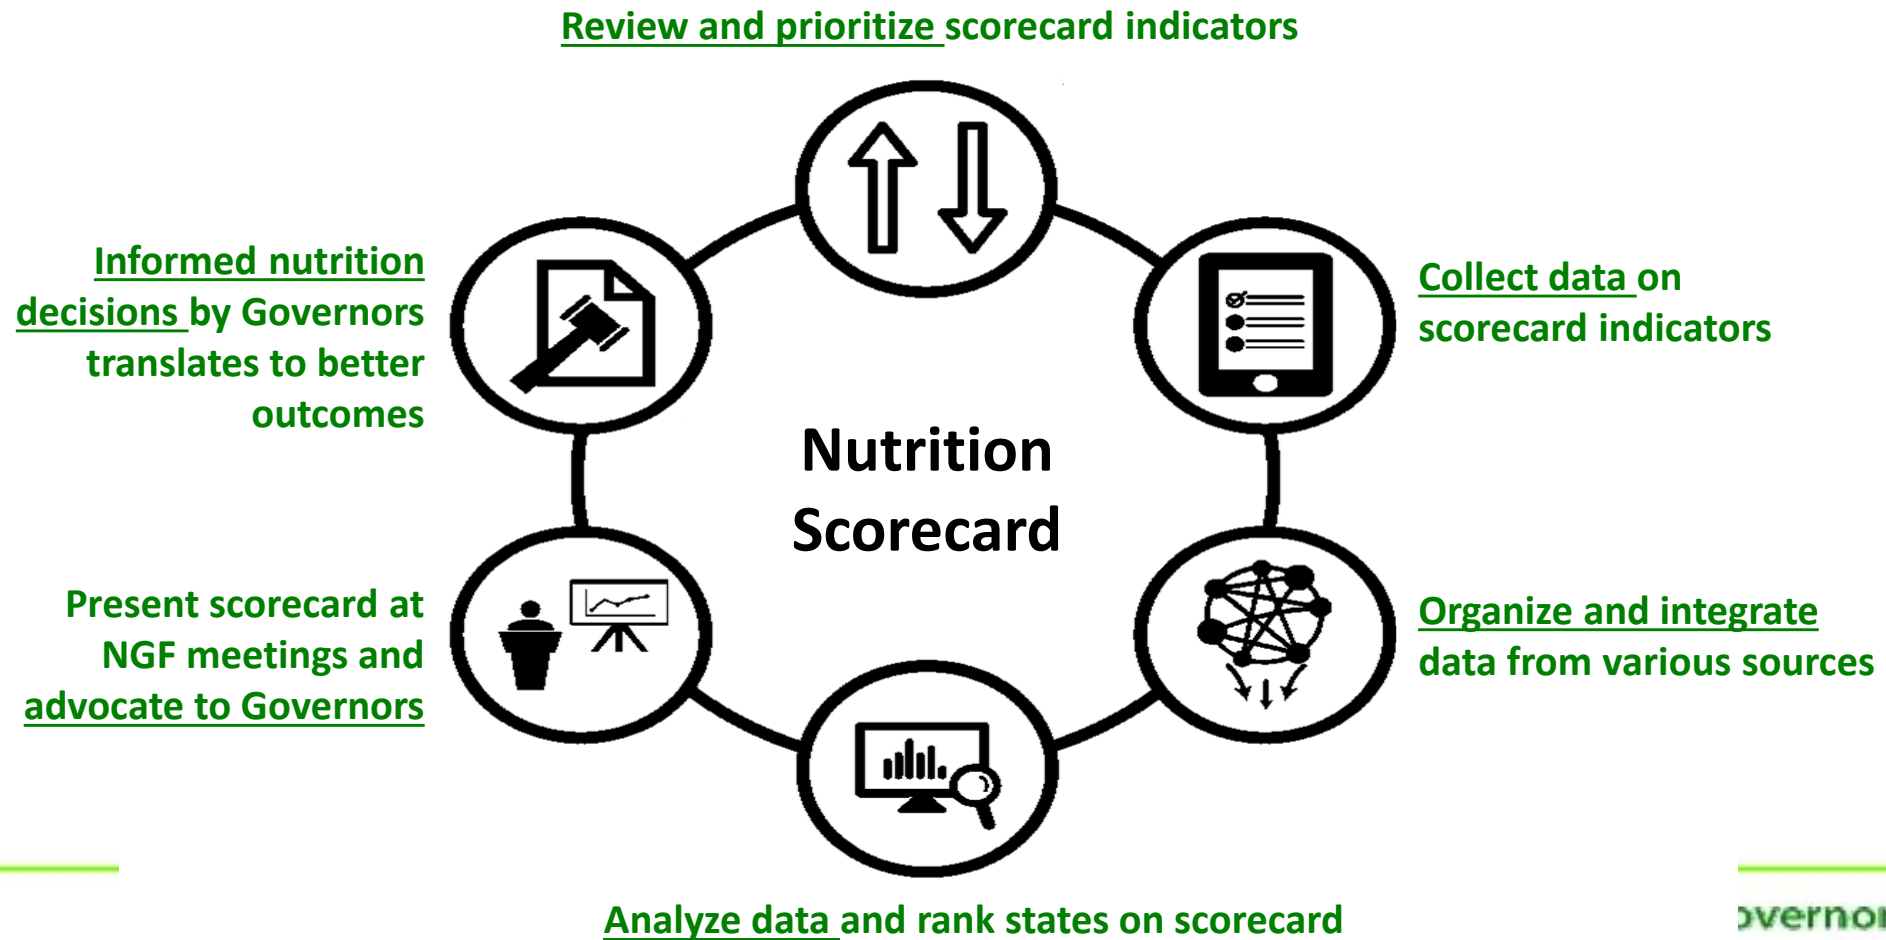 Review and prioritize scorecard indicators
Informed nutrition
decisions by Governors
translates to better
outcomes
Collect data on
scorecard indicators
Nutrition
Scorecard
Present scorecard at
NGF meetings and
advocate to Governors
Organize and integrate
data from various sources
Analyze data and rank states on scorecard